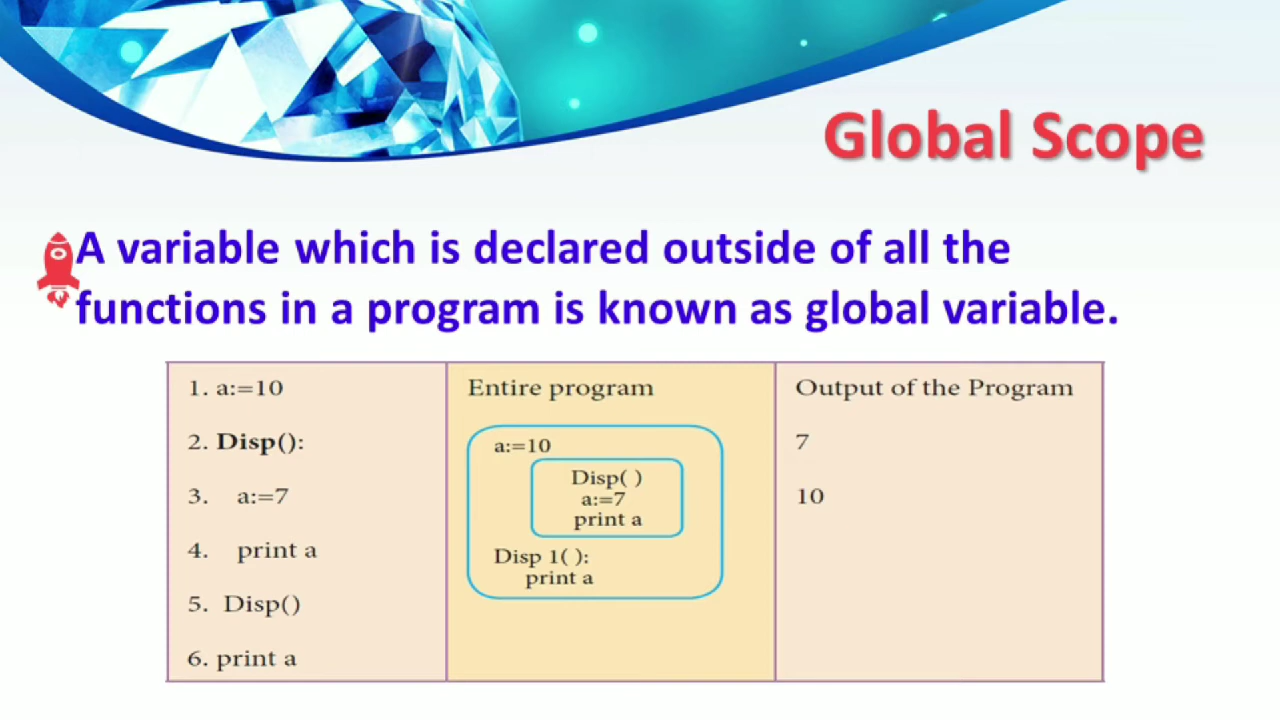 Global Scope
A variable which is declared outside of all the
functions in a program is known as global variable.
1. a:=10
2. Disp():
3. a:=7
4. print a
5. Disp()
6. print a
Entire program
a:=10
Disp( )
a:=7
print a
Disp 1( ):
print a
Output of the Program
7
10